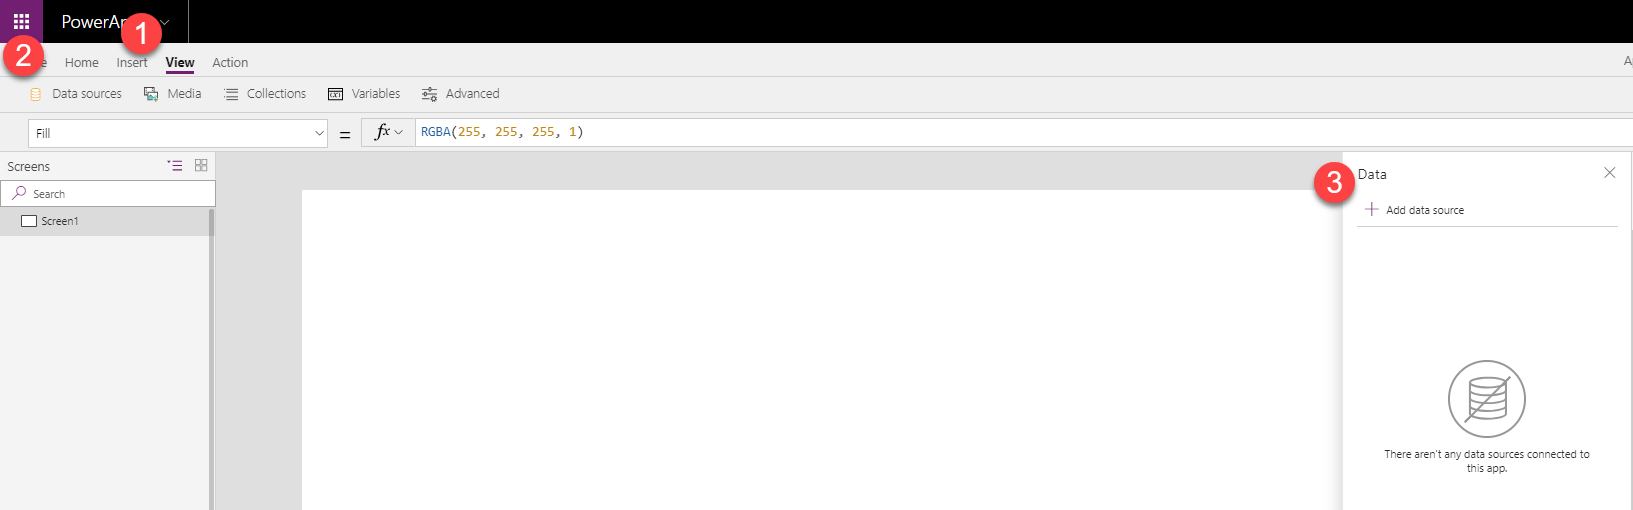 PowerAp
1
2
e Home Insert View Action
Data sources Media Collections Variables Advanced
Fill = fx RGBA(255, 255, 255, 1)
Screens
Search
Screen1
3 Data
Add data source
There aren't any data sources connected to
this app.